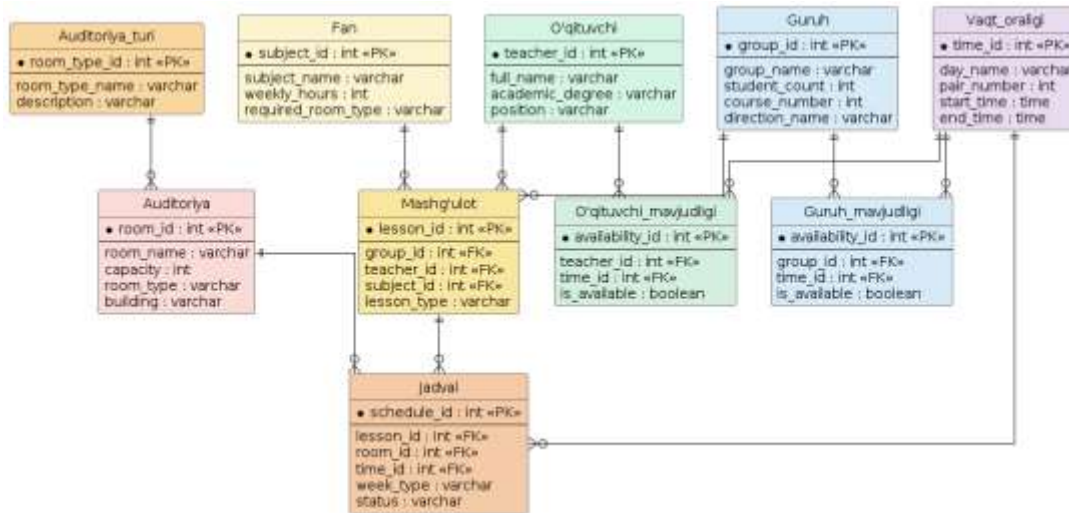 Auditoriya_turi
● room_type_id : int «PK»
room_type_name : varchar
description : varchar
Fan
● subject_id : int «PK»
subject_name : varchar
weekly_hours : int
required_room_type : varchar
O'qituvchi
● teacher_id : int «PK»
full_name : varchar
academic_degree : varchar
position : varchar
Guruh
● group_id : int «PK»
group_name : varchar
student_count : int
course_number : int
direction_name : varchar
Vaqt_oraligi
● time_id : int «PK»
day_name : varchar
pair_number : int
start_time : time
end_time : time
Auditoriya
● room_id : int «PK»
room_name : varchar
capacity : int
room_type : varchar
building : varchar
Mashg'ulot
● lesson_id : int «PK»
group_id : int «FK»
teacher_id : int «FK»
subject_id : int «FK»
lesson_type : varchar
O'qituvchi_mavjudligi
● availability_id : int «PK»
teacher_id : int «FK»
time_id : int «FK»
is_available : boolean
Guruh_mavjudligi
● availability_id : int «PK»
group_id : int «FK»
time_id : int «FK»
is_available : boolean
Jadval
● schedule_id : int «PK»
lesson_id : int «FK»
room_id : int «FK»
time_id : int «FK»
week_type : varchar
status : varchar